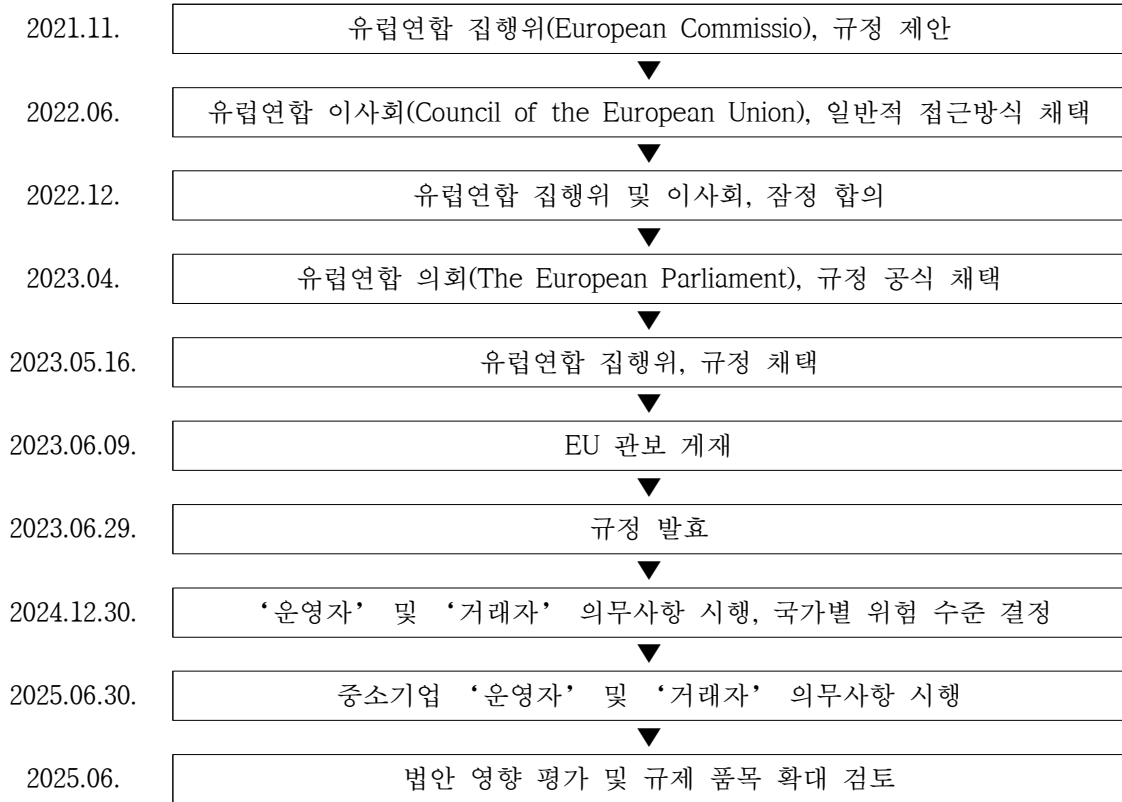 2021.11. 유럽연합 집행위(European Commissio), 규정 제안
▼
2022.06. 유럽연합 이사회(Council of the European Union), 일반적 접근방식 채택
▼
2022.12. 유럽연합 집행위 및 이사회, 잠정 합의
▼
2023.04. 유럽연합 의회(The European Parliament), 규정 공식 채택
▼
2023.05.16. 유럽연합 집행위, 규정 채택
▼
2023.06.09. EU 관보 게재
▼
2023.06.29. 규정 발효
▼
2024.12.30. ‘운영자’ 및 ‘거래자’ 의무사항 시행, 국가별 위험 수준 결정
▼
2025.06.30. 중소기업 ‘운영자’ 및 ‘거래자’ 의무사항 시행
▼
2025.06. 법안 영향 평가 및 규제 품목 확대 검토